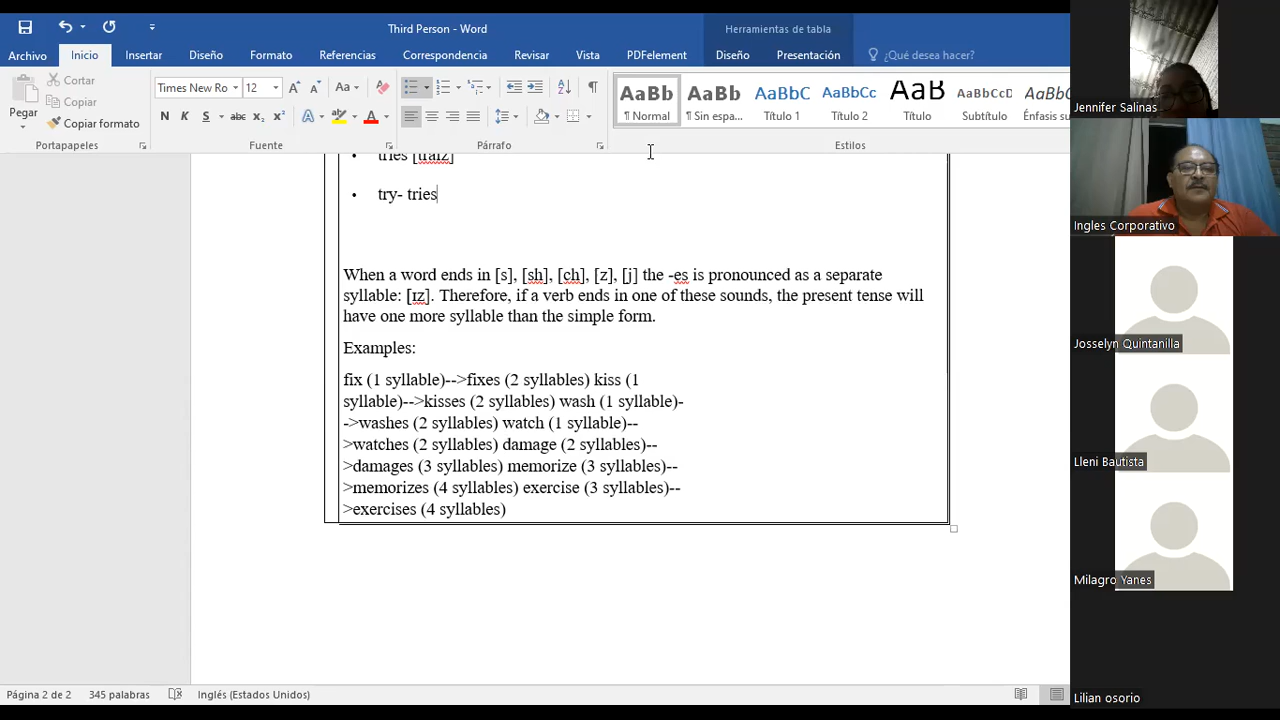 Third Person - Word
Herramientas de tabla
Archivo Inicio Insertar Diseño Formato Referencias Correspondencia Revisar Vista PDFelement Diseño Presentación ¿Qué desea hacer?
Pegar
Cortar
Copiar
Copiar formato
Portapapeles
Times New Ro 12
Aa
N K S abc x₂ x²
A
A
Fuente
Párrafo
AaBb
¶ Normal
AaBb
¶ Sin espa...
AaBbC
Título 1
AaBbCc
Título 2
AaB
Título
AaBbCcD
Subtítulo
AaBbCc
Énfasis su
Estilos
• tries [traɪz]
• try- tries
When a word ends in [s], [sh], [ch], [z], [j] the -es is pronounced as a separate
syllable: [ɪz]. Therefore, if a verb ends in one of these sounds, the present tense will
have one more syllable than the simple form.
Examples:
fix (1 syllable)-->fixes (2 syllables) kiss (1
syllable)-->kisses (2 syllables) wash (1 syllable)-
->washes (2 syllables) watch (1 syllable)--
>watches (2 syllables) damage (2 syllables)--
>damages (3 syllables) memorize (3 syllables)--
>memorizes (4 syllables) exercise (3 syllables)--
>exercises (4 syllables)
Página 2 de 2 345 palabras Inglés (Estados Unidos)
Jennifer Salinas
Ingles Corporativo
Josselyn Quintanilla
Lleni Bautista
Milagro Yanes
Lilian osorio